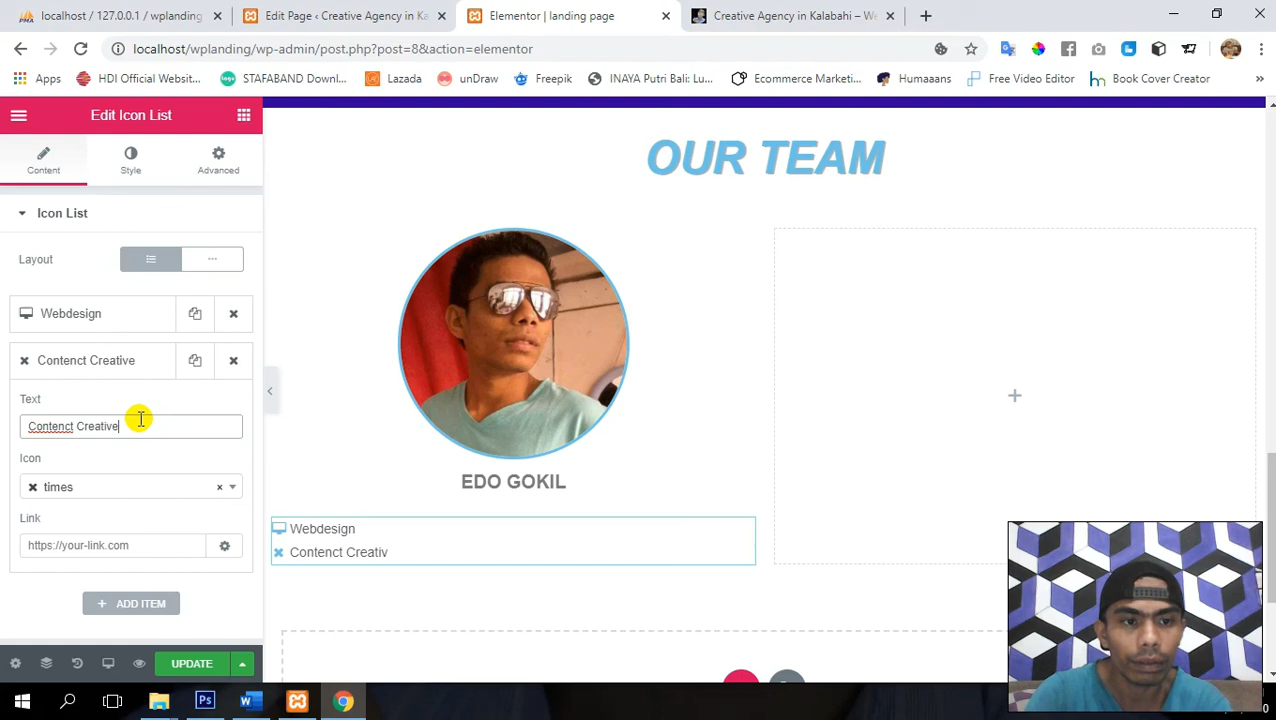 localhost / 127.0.0.1 / wplanding
Edit Page ‹ Creative Agency in Ka
Elementor | landing page
Creative Agency in Kalabahi – We
localhost/wplanding/wp-admin/post.php?post=8&action=elementor
Apps
HDI Official Websit...
STAFABAND Downl...
Lazada
unDraw
Freepik
INAYA Putri Bali: Lu...
Ecommerce Marketi...
Humaaans
Free Video Editor
Book Cover Creator
Edit Icon List
Content
Style
Advanced
Icon List
Layout
Webdesign
Contenct Creative
Text
Contenct Creative
Icon
times
Link
https://your-link.com
ADD ITEM
UPDATE
OUR TEAM
EDO GOKIL
Webdesign
Contenct Creativ